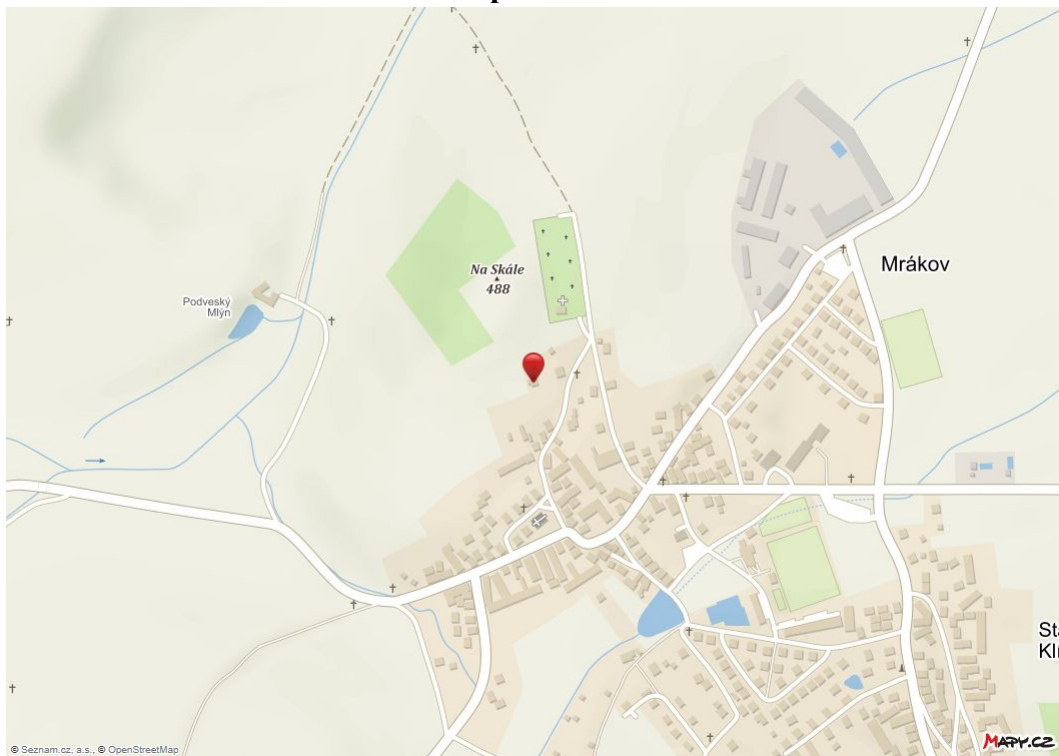 Mrákov
Na Skále
488
Podveský
Mlýn
© Seznam.cz, a.s., © OpenStreetMap
MAPY.CZ